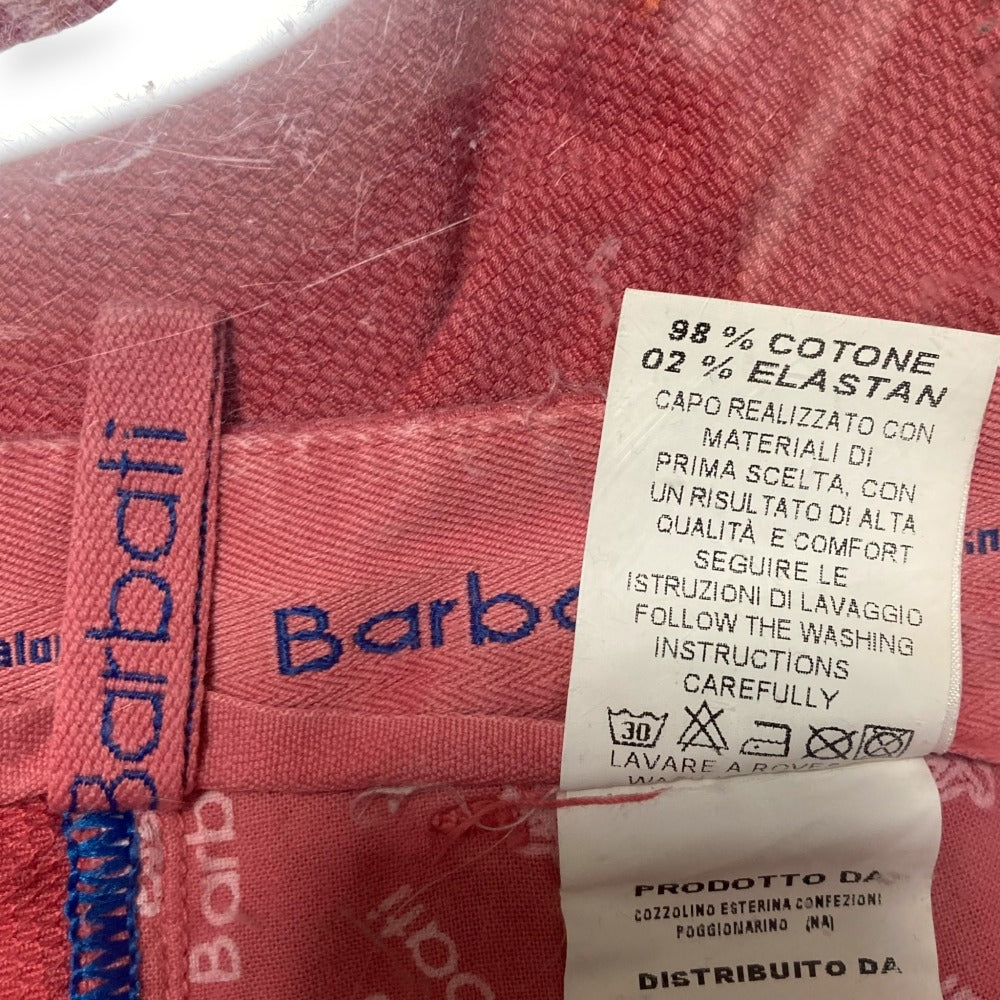 98 % COTONE
02 % ELASTAN
CAPO REALIZZATO CON
MATERIALI DI
PRIMA SCELTA, CON
UN RISULTATO DI ALTA
QUALITÀ E COMFORT
SEGUIRE LE
ISTRUZIONI DI LAVAGGIO
FOLLOW THE WASHING
INSTRUCTIONS
CAREFULLY
30
LAVARE A
PRODOTTO DA
COZZOLINO ESTERINA CONFEZIONI
POGGIOMARINO (NA)
DISTRIBUITO DA
Barbati
Barb
Barb